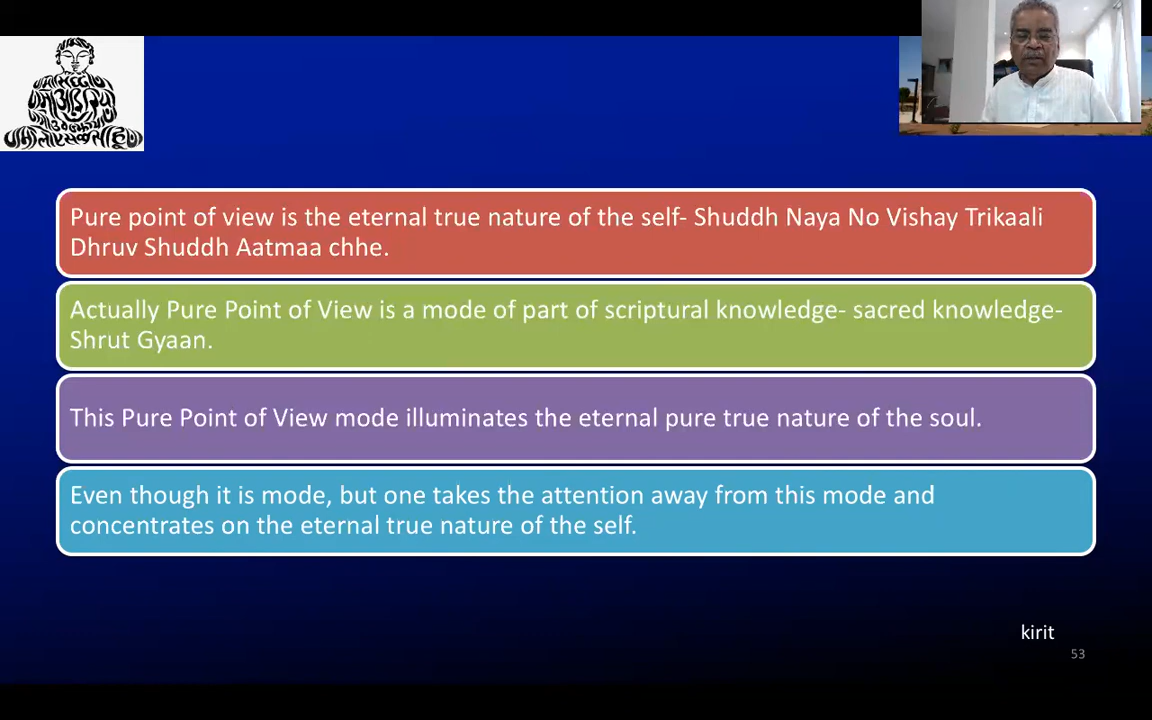 Pure point of view is the eternal true nature of the self- Shuddh Naya No Vishay Trikaali
Dhruv Shuddh Aatmaa chhe.
Actually Pure Point of View is a mode of part of scriptural knowledge- sacred knowledge-
Shrut Gyaan.
This Pure Point of View mode illuminates the eternal pure true nature of the soul.
Even though it is mode, but one takes the attention away from this mode and
concentrates on the eternal true nature of the self.
kirit
53